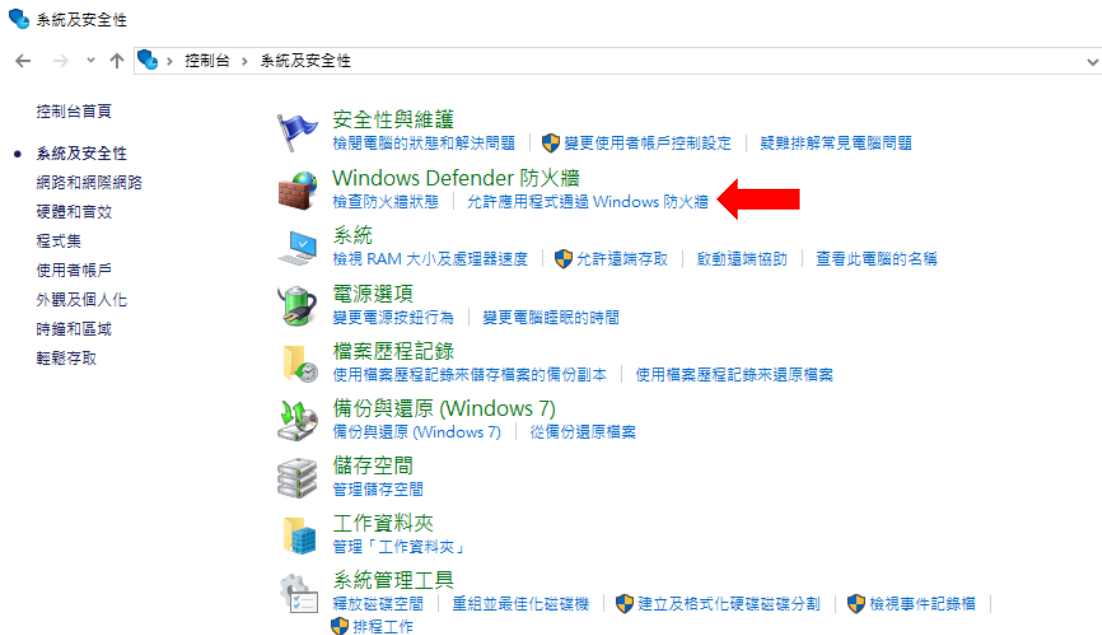 系統及安全性
控制台 › 系統及安全性
控制台首頁
系統及安全性
網路和網際網路
硬體和音效
程式集
使用者帳戶
外觀及個人化
時鐘和區域
輕鬆存取
安全性與維護
檢閱電腦的狀態和解決問題 變更使用者帳戶控制設定 疑難排解常見電腦問題
Windows Defender 防火牆
檢查防火牆狀態 允許應用程式通過 Windows 防火牆
系統
檢視 RAM 大小及處理器速度 允許遠端存取 啟動遠端協助 查看此電腦的名稱
電源選項
變更電源按鈕行為 變更電腦睡眠的時間
檔案歷程記錄
使用檔案歷程記錄來儲存檔案的備份副本 使用檔案歷程記錄來還原檔案
備份與還原 (Windows 7)
備份與還原 (Windows 7) 從備份還原檔案
儲存空間
管理儲存空間
工作資料夾
管理「工作資料夾」
系統管理工具
釋放磁碟空間 重組並最佳化磁碟機 建立及格式化硬碟磁碟分割 檢視事件記錄檔
排程工作